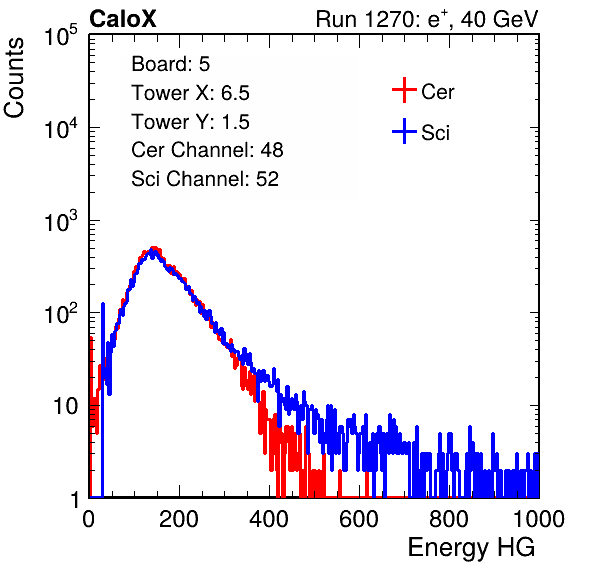 CaloX Run 1270: e⁺, 40 GeV
Board: 5
Tower X: 6.5
Tower Y: 1.5
Cer Channel: 48
Sci Channel: 52
Cer
Sci
Counts
10⁵
10⁴
10³
10²
10
1
0 200 400 600 800 1000
Energy HG